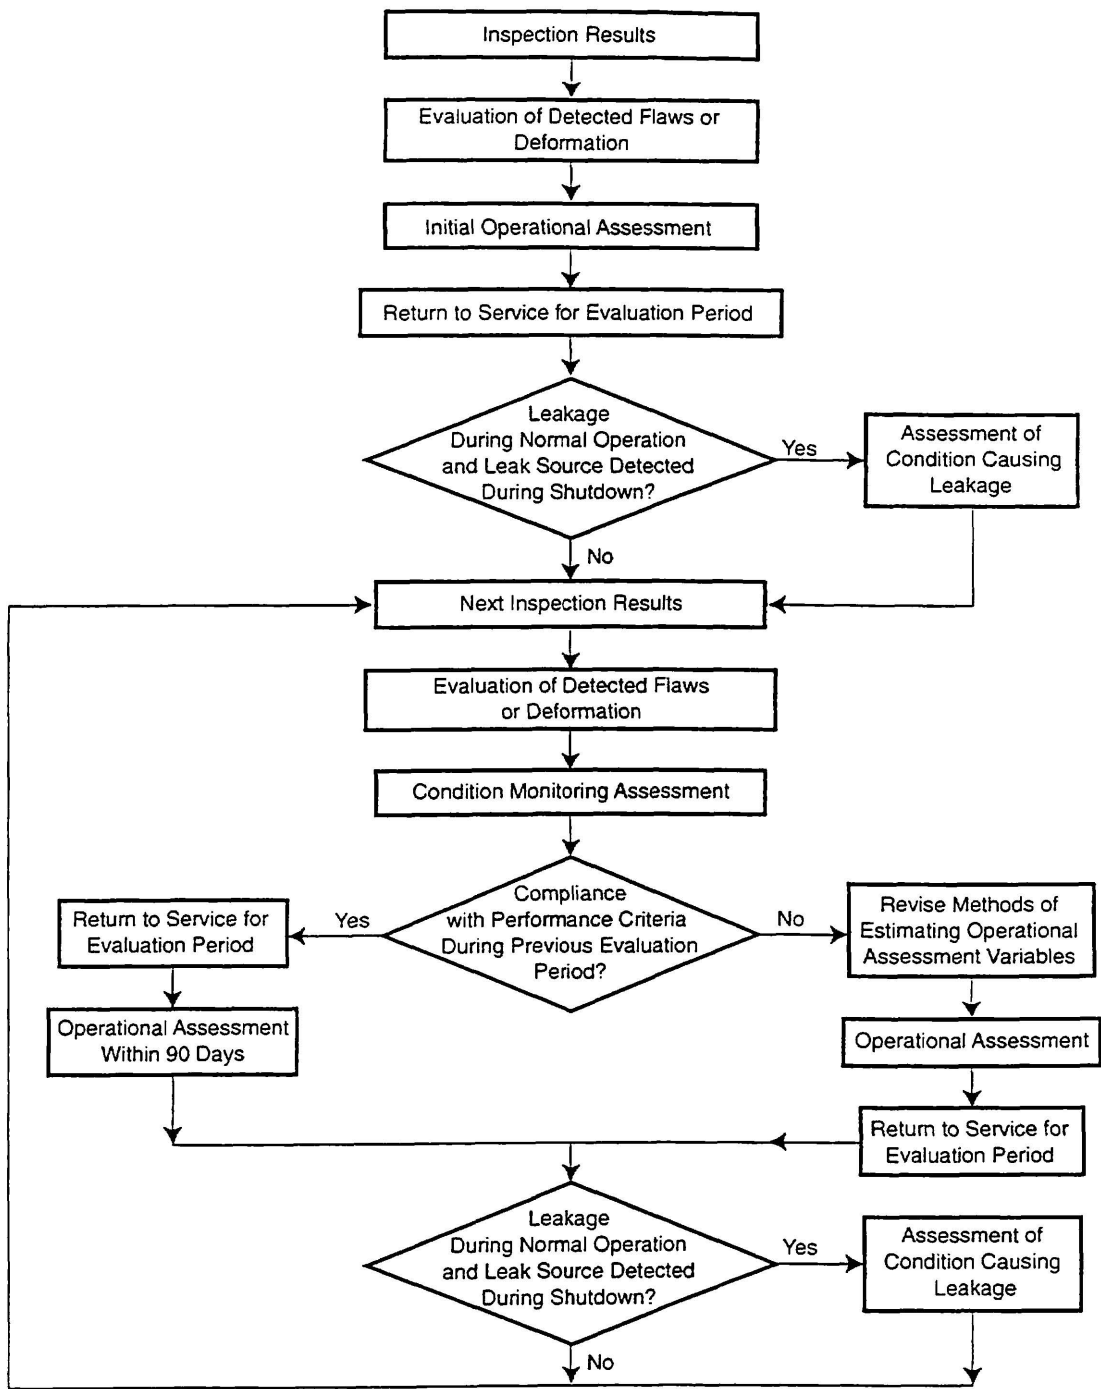 Inspection Results
Evaluation of Detected Flaws or
Deformation
Initial Operational Assessment
Return to Service for Evaluation Period
Leakage
During Normal Operation
and Leak Source Detected
During Shutdown?
Yes
Assessment of
Condition Causing
Leakage
No
Next Inspection Results
Evaluation of Detected Flaws
or Deformation
Condition Monitoring Assessment
Compliance
with Performance Criteria
During Previous Evaluation
Period?
Yes
Return to Service for
Evaluation Period
Operational Assessment
Within 90 Days
No
Revise Methods of
Estimating Operational
Assessment Variables
Operational Assessment
Return to Service for
Evaluation Period
Leakage
During Normal Operation
and Leak Source Detected
During Shutdown?
Yes
Assessment of
Condition Causing
Leakage
No